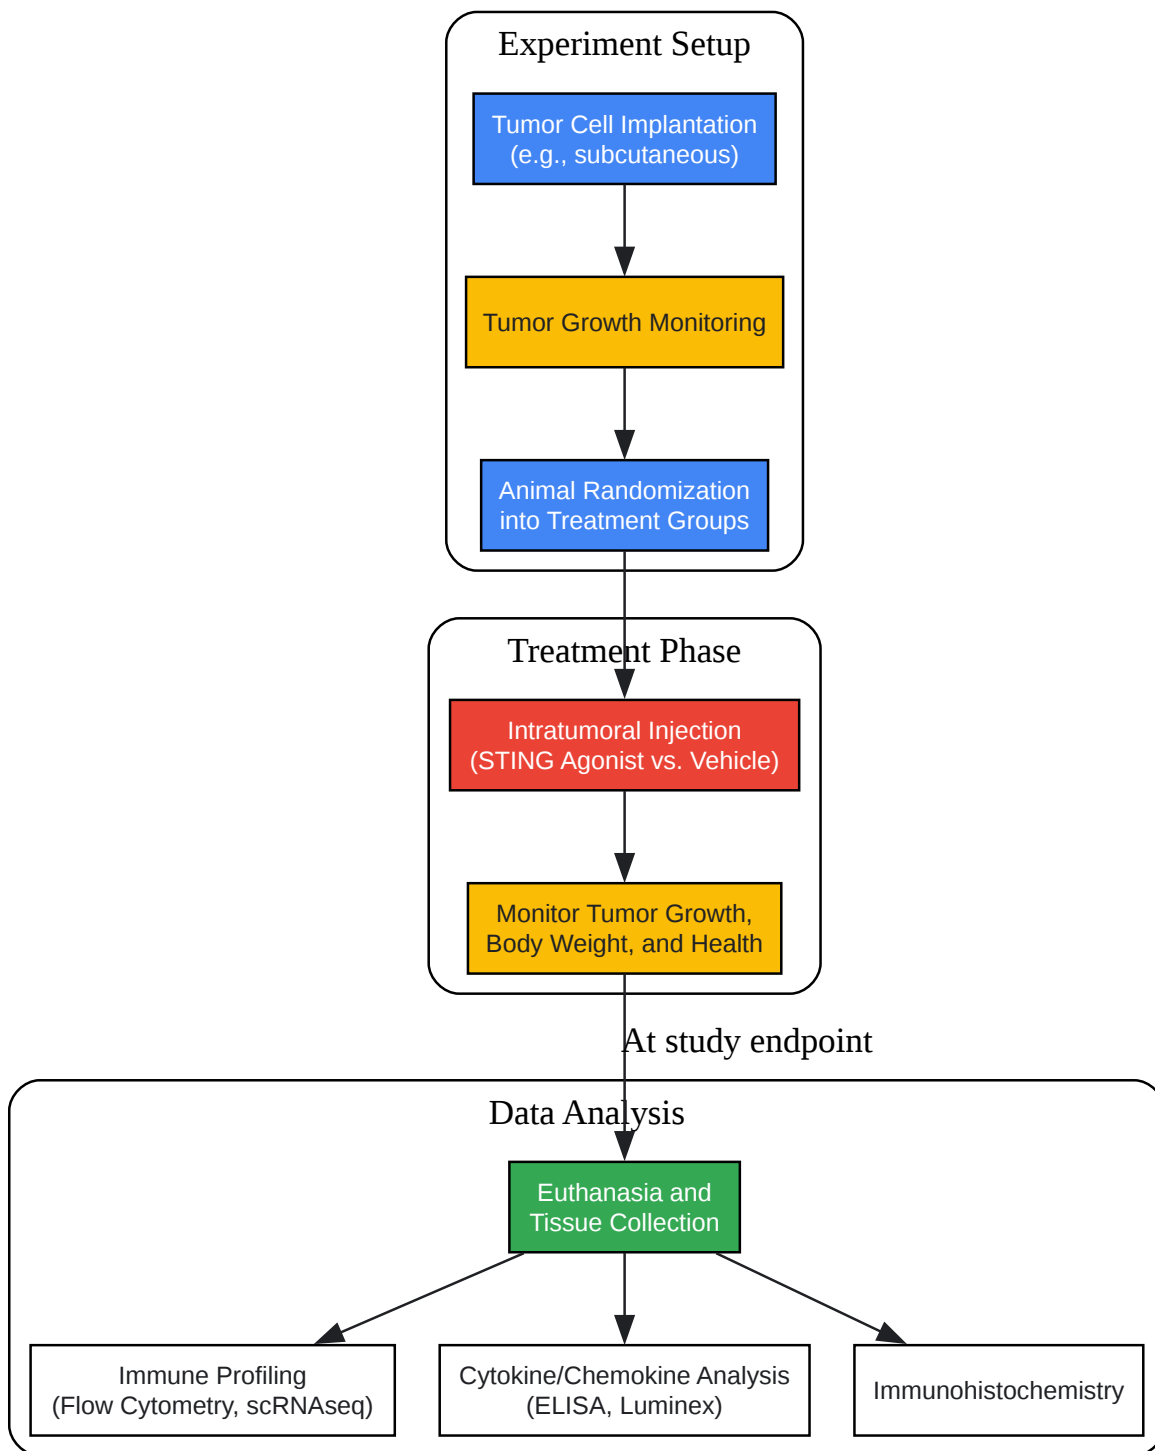 Experiment Setup
Tumor Cell Implantation
(e.g., subcutaneous)
Tumor Growth Monitoring
Animal Randomization
into Treatment Groups
Treatment Phase
Intratumoral Injection
(STING Agonist vs. Vehicle)
Monitor Tumor Growth,
Body Weight, and Health
At study endpoint
Data Analysis
Euthanasia and
Tissue Collection
Immune Profiling
(Flow Cytometry, scRNAseq)
Cytokine/Chemokine Analysis
(ELISA, Luminex)
Immunohistochemistry